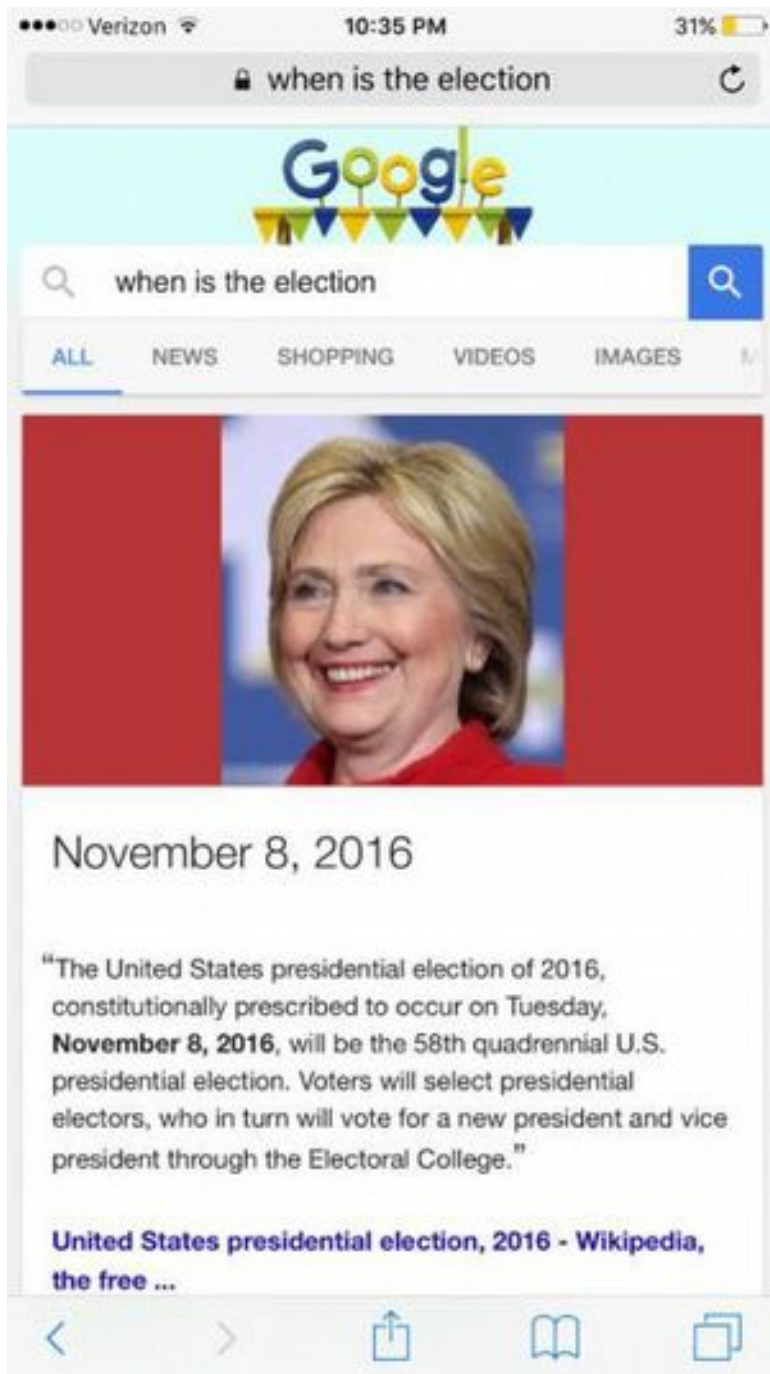 Verizon 10:35 PM 31%
when is the election
Google
when is the election
ALL NEWS SHOPPING VIDEOS IMAGES
November 8, 2016
“The United States presidential election of 2016,
constitutionally prescribed to occur on Tuesday,
November 8, 2016, will be the 58th quadrennial U.S.
presidential election. Voters will select presidential
electors, who in turn will vote for a new president and vice
president through the Electoral College.”
United States presidential election, 2016 - Wikipedia,
the free ...